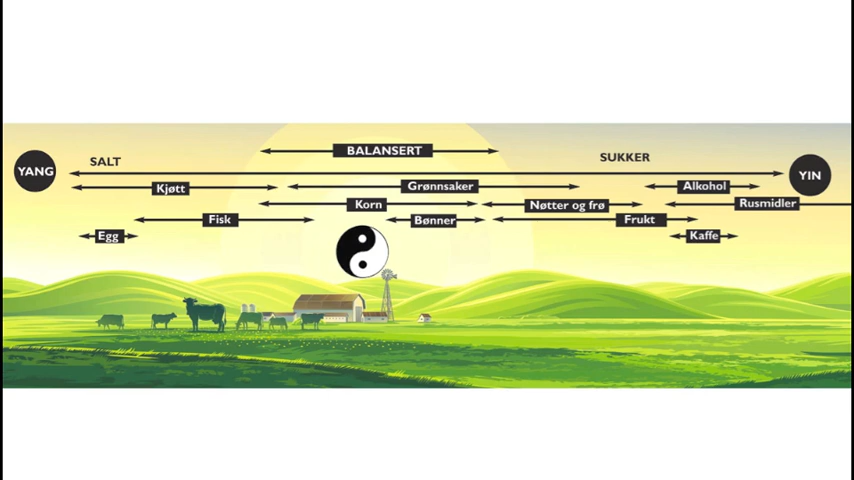 BALANSERT
YANG
SALT
SUKKER
YIN
Kjøtt
Grønnsaker
Alkohol
Korn
Nøtter og frø
Rusmidler
Fisk
Bønner
Frukt
Egg
Kaffe